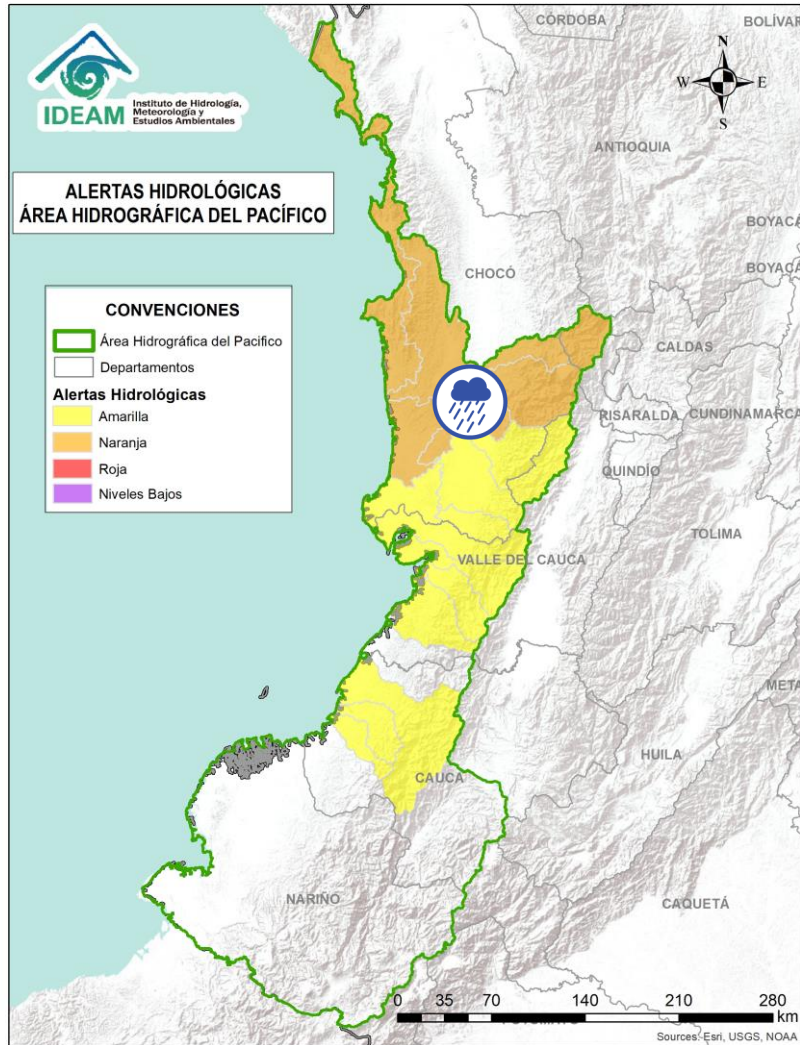 CÓRDOBA
BOLÍVAR
N
W E
S
IDEAM
Instituto de Hidrología,
Meteorología y
Estudios Ambientales
ANTIOQUIA
ALERTAS HIDROLÓGICAS
ÁREA HIDROGRÁFICA DEL PACÍFICO
BOYACÁ
BOYACÁ
CHOCÓ
CONVENCIONES
Área Hidrográfica del Pacifico
Departamentos
Alertas Hidrológicas
Amarilla
Naranja
Roja
Niveles Bajos
CALDAS
RISARALDA
CUNDINAMARCA
QUINDÍO
TOLIMA
VALLE DEL CAUCA
META
HUILA
CAUCA
NARIÑO
CAQUETÁ
0 35 70 140 210 280
km
Sources: Esri, USGS, NOAA